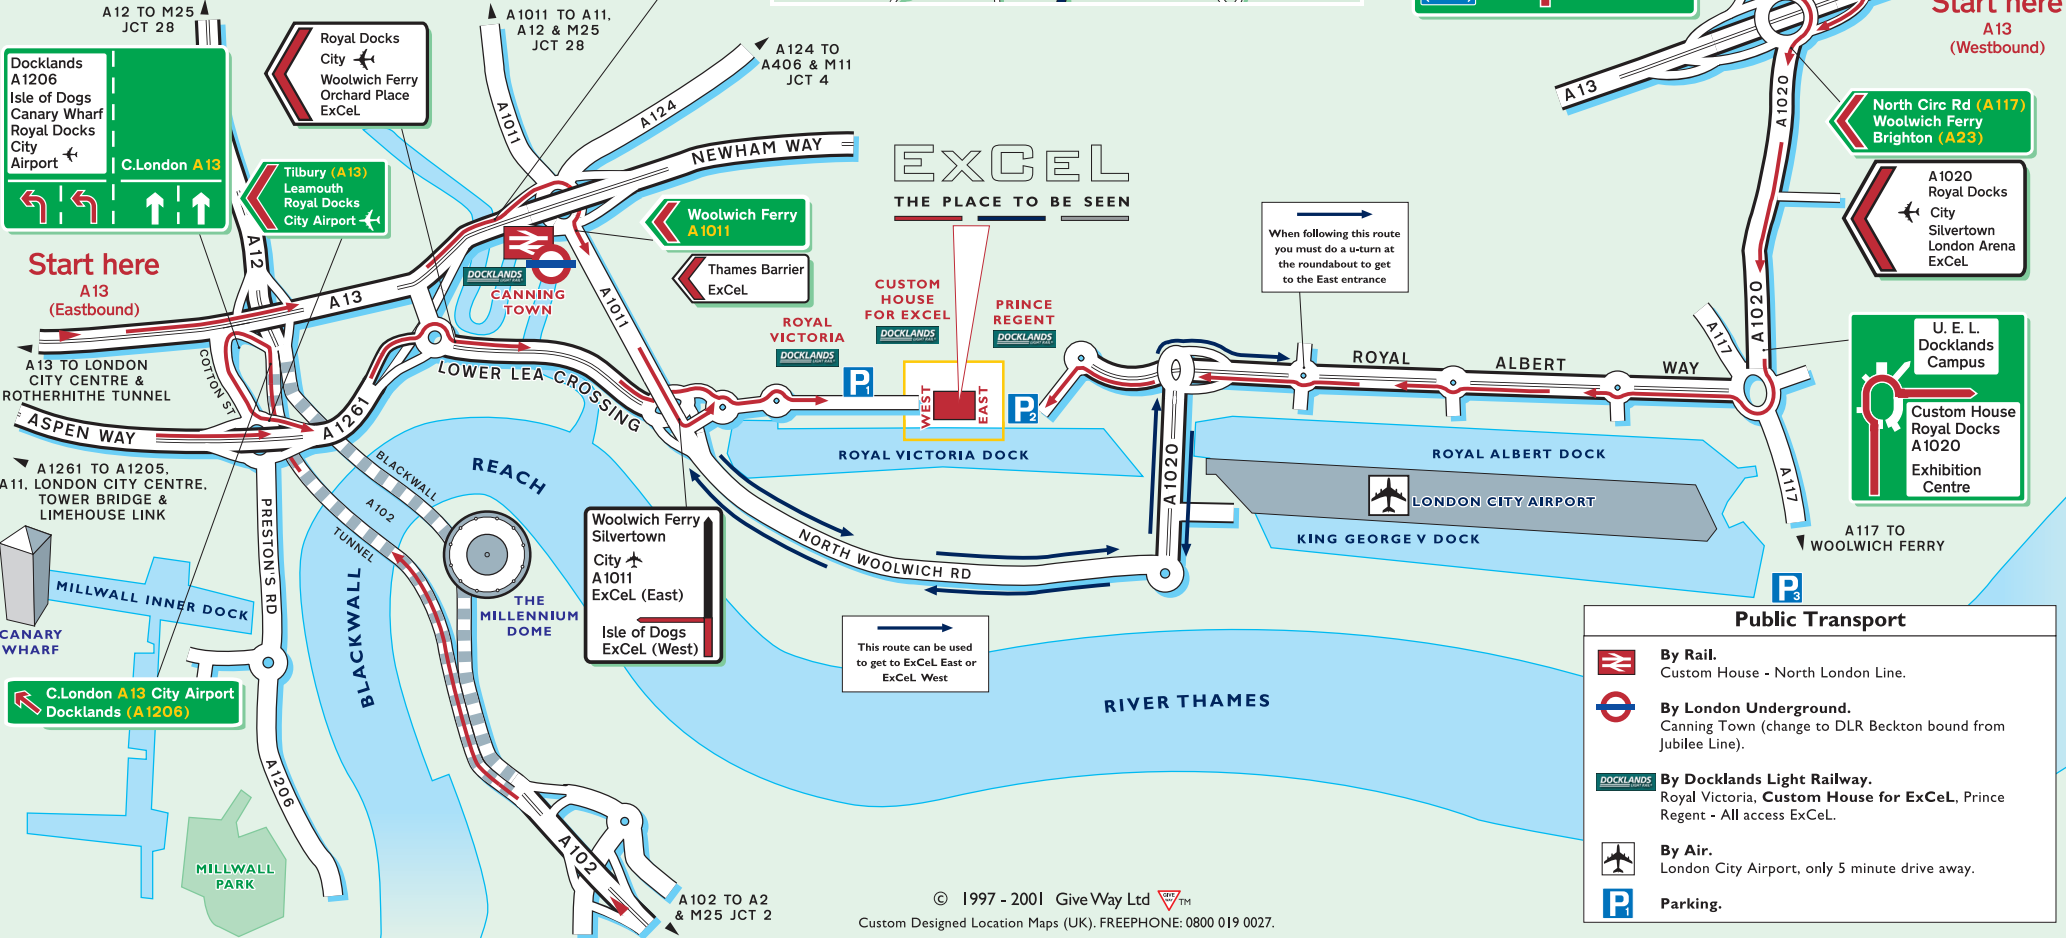 A12 TO M25
JCT 28
Docklands
A1206
Isle of Dogs
Canary Wharf
Royal Docks
City
Airport
C.London A13
Royal Docks
City
Woolwich Ferry
Orchard Place
ExCeL
A1011 TO A11,
A12 & M25
JCT 28
A124 TO
A406 & M11
JCT 4
A1011
A124
NEWHAM WAY
Tilbury (A13)
Leamouth
Royal Docks
City Airport
A12
Start here
A13
(Eastbound)
A13
A13 TO LONDON
CITY CENTRE &
ROTHERHITHE TUNNEL
COTTON ST
ASPEN WAY
A1261
A1261 TO A1205,
A11, LONDON CITY CENTRE,
TOWER BRIDGE &
LIMEHOUSE LINK
DOCKLANDS
CANNING
TOWN
Woolwich Ferry
A1011
Thames Barrier
ExCeL
A1011
LOWER LEA CROSSING
EXCEL
THE PLACE TO BE SEEN
ROYAL
VICTORIA
DOCKLANDS
CUSTOM
HOUSE
FOR EXCEL
DOCKLANDS
PRINCE
REGENT
DOCKLANDS
P1
WEST
EAST
P2
ROYAL VICTORIA DOCK
When following this route
you must do a u-turn at
the roundabout to get
to the East entrance
Start here
A13
(Westbound)
A13
A1020
North Circ Rd (A117)
Woolwich Ferry
Brighton (A23)
A1020
Royal Docks
City
Silvertown
London Arena
ExCeL
A1020
A117
ROYAL ALBERT WAY
U. E. L.
Docklands
Campus
Custom House
Royal Docks
A1020
Exhibition
Centre
A117
A117 TO
WOOLWICH FERRY
ROYAL ALBERT DOCK
LONDON CITY AIRPORT
KING GEORGE V DOCK
A1020
NORTH WOOLWICH RD
Woolwich Ferry
Silvertown
City
A1011
ExCeL (East)
Isle of Dogs
ExCeL (West)
This route can be used
to get to ExCeL East or
ExCeL West
BLACKWALL
REACH
BLACKWALL
A102
TUNNEL
THE
MILLENNIUM
DOME
PRESTON'S RD
MILLWALL INNER DOCK
CANARY
WHARF
C.London A13 City Airport
Docklands (A1206)
A1206
MILLWALL
PARK
A102
A102 TO A2
& M25 JCT 2
RIVER THAMES
© 1997 - 2001 Give Way Ltd GIVE WAY TM
Custom Designed Location Maps (UK). FREEPHONE: 0800 019 0027.
P3
Public Transport
By Rail.
Custom House - North London Line.
By London Underground.
Canning Town (change to DLR Beckton bound from
Jubilee Line).
DOCKLANDS
By Docklands Light Railway.
Royal Victoria, Custom House for ExCeL, Prince
Regent - All access ExCeL.
By Air.
London City Airport, only 5 minute drive away.
P1
Parking.